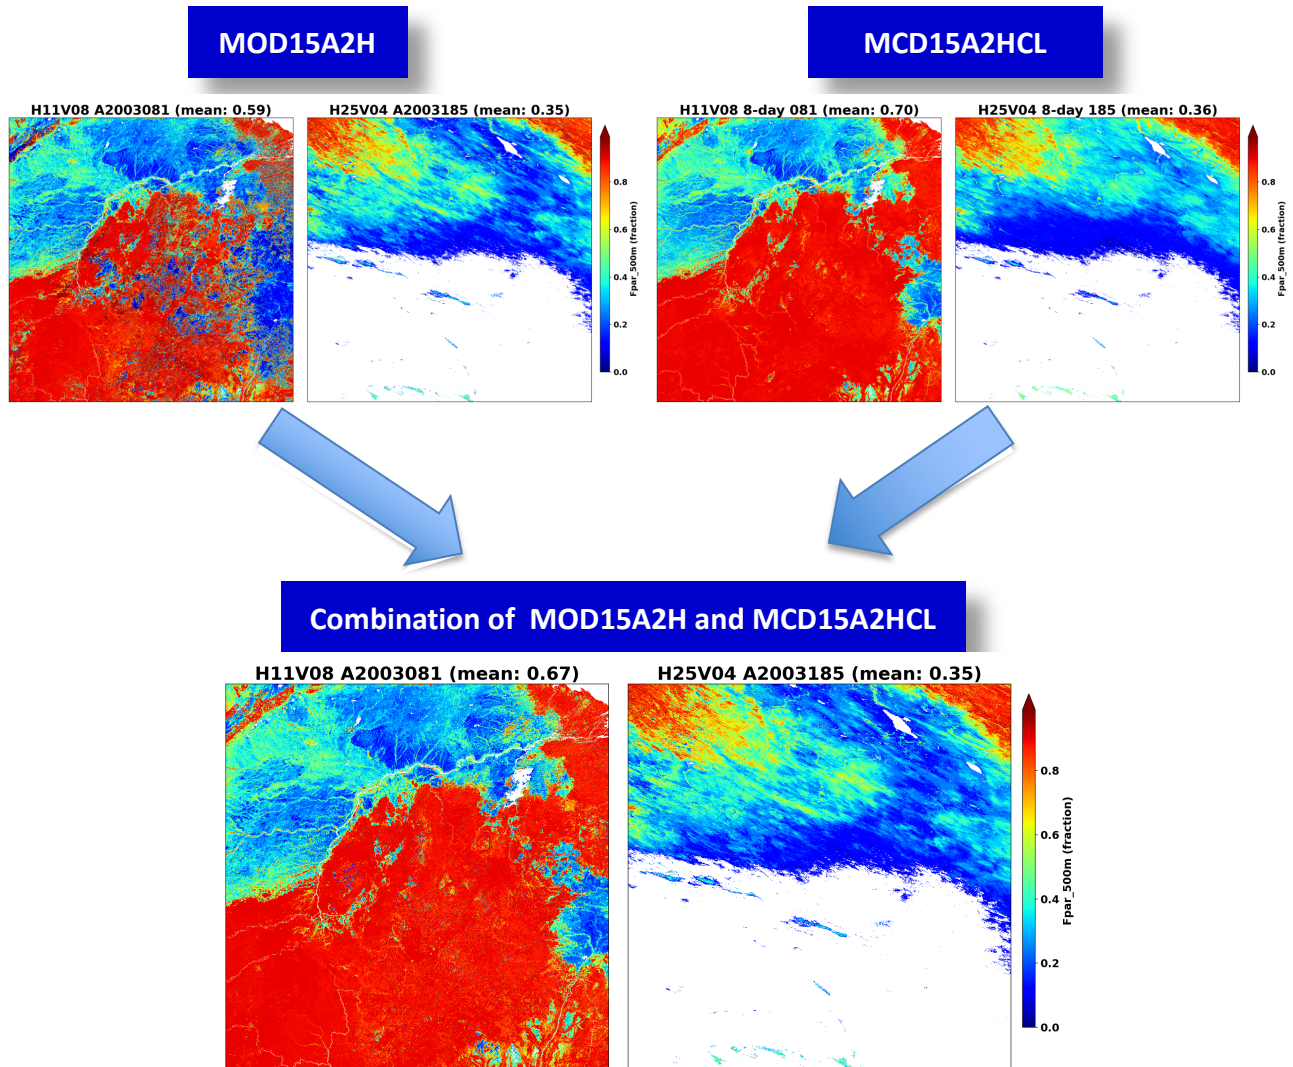 MOD15A2H
MCD15A2HCL
H11V08 A2003081 (mean: 0.59)
H25V04 A2003185 (mean: 0.35)
0.8
0.6
0.4
0.2
0.0
Fpar_500m (fraction)
H11V08 8-day 081 (mean: 0.70)
H25V04 8-day 185 (mean: 0.36)
0.8
0.6
0.4
0.2
0.0
Fpar_500m (fraction)
Combination of  MOD15A2H and MCD15A2HCL
H11V08 A2003081 (mean: 0.67)
H25V04 A2003185 (mean: 0.35)
0.8
0.6
0.4
0.2
0.0
Fpar_500m (fraction)